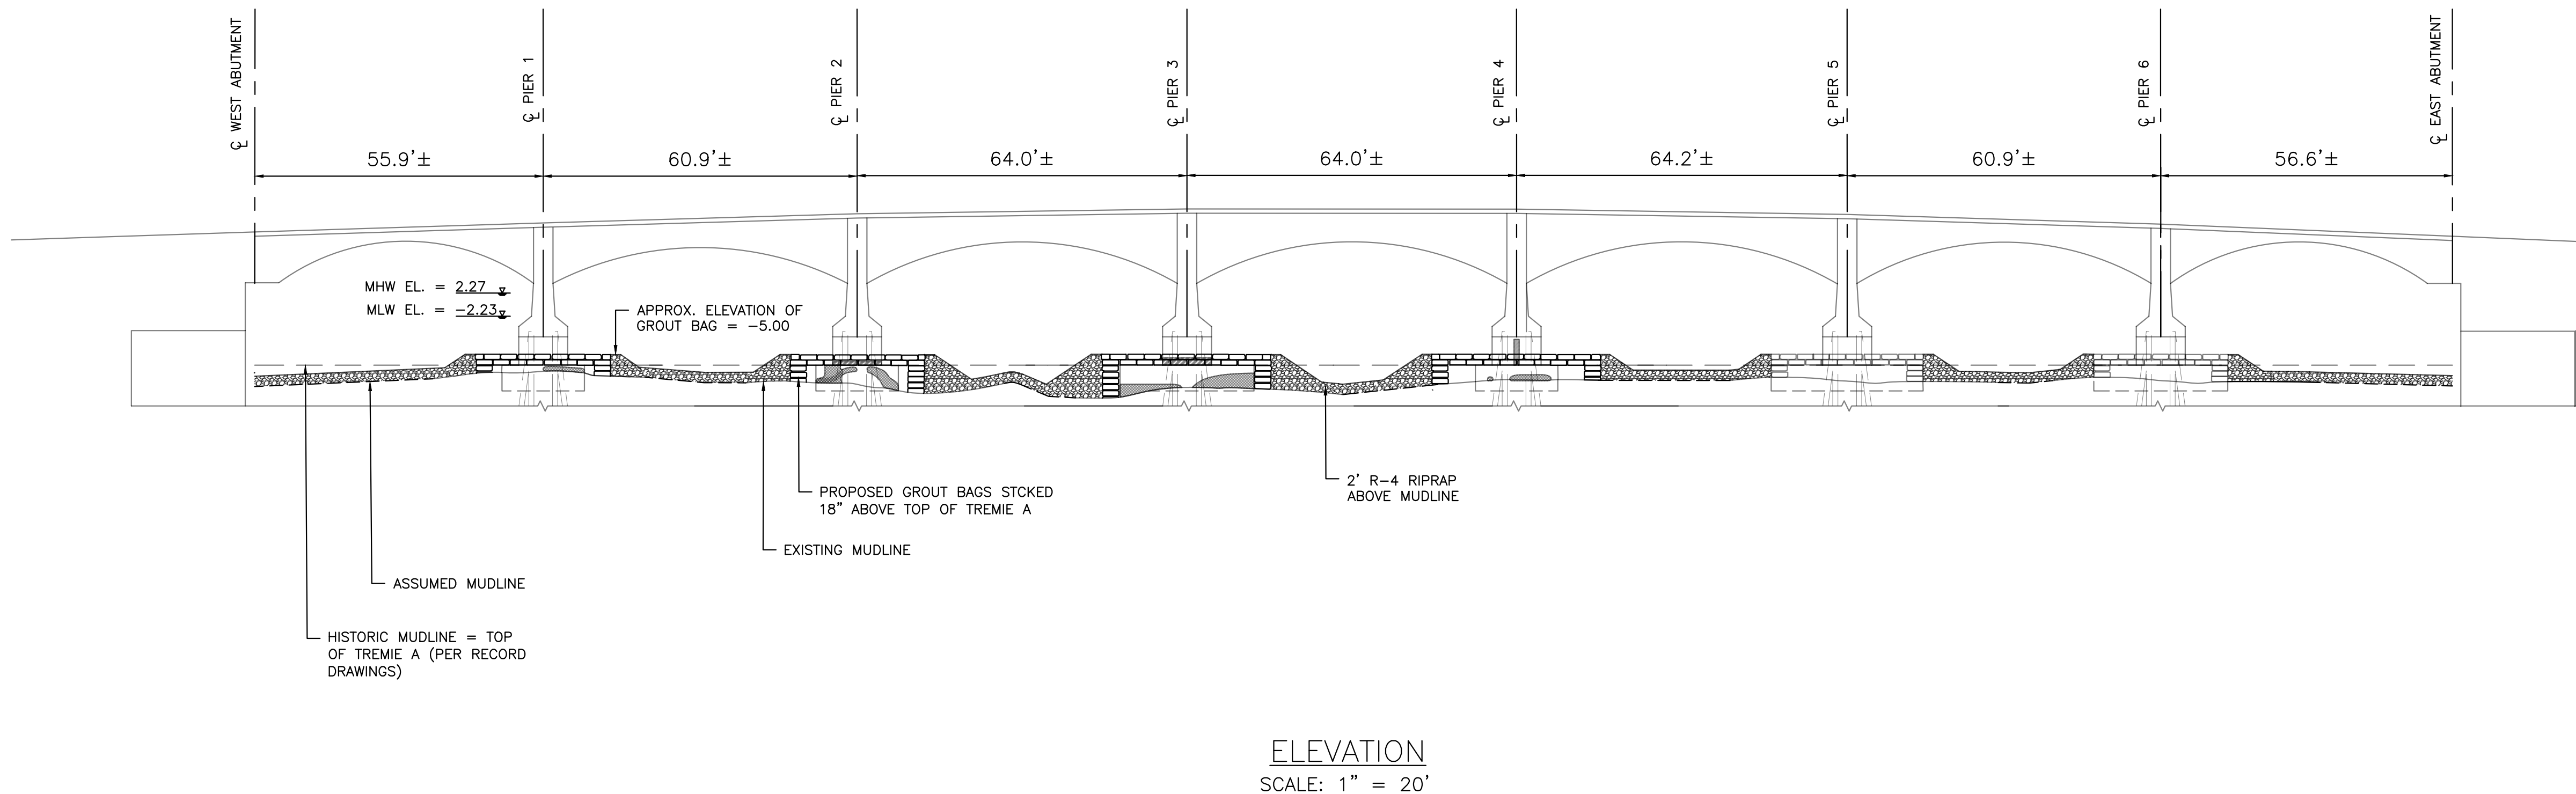 ℄ WEST ABUTMENT
℄ PIER 1
℄ PIER 2
℄ PIER 3
℄ PIER 4
℄ PIER 5
℄ PIER 6
℄ EAST ABUTMENT
55.9'±
60.9'±
64.0'±
64.0'±
64.2'±
60.9'±
56.6'±
MHW EL. = 2.27
MLW EL. = -2.23
APPROX. ELEVATION OF
GROUT BAG = -5.00
PROPOSED GROUT BAGS STCKED
18" ABOVE TOP OF TREMIE A
2' R-4 RIPRAP
ABOVE MUDLINE
EXISTING MUDLINE
ASSUMED MUDLINE
HISTORIC MUDLINE = TOP
OF TREMIE A (PER RECORD
DRAWINGS)
ELEVATION
SCALE: 1" = 20'